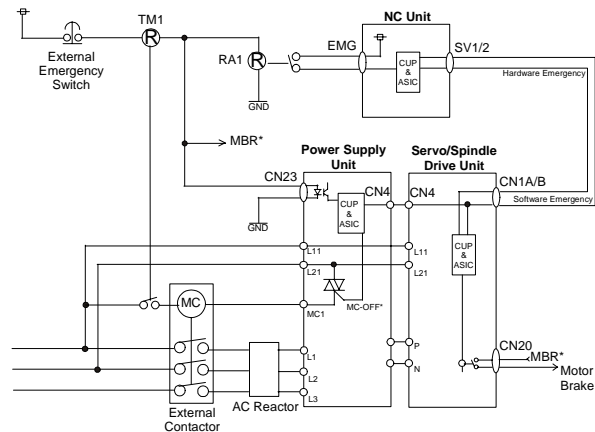 NC Unit
TM1
R
External
Emergency
Switch
RA1
R
EMG
CUP
&
ASIC
SV1/2
Hardware Emergency
GND
MBR*
Power Supply
Unit
Servo/Spindle
Drive Unit
CN23
CN4
CN4
CN1A/B
CUP
&
ASIC
Software Emergency
GND
L11
L11
CUP
&
ASIC
L21
L21
MC
MC1
MC-OFF*
P
N
CN20
MBR*
Motor
Brake
L1
L2
L3
External
Contactor
AC Reactor